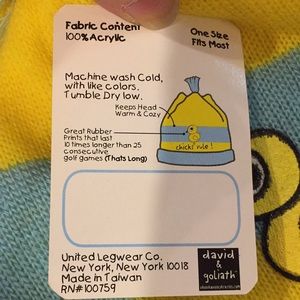 Fabric Content
100% Acrylic
One Size
Fits Most
Machine wash Cold,
with like colors.
Tumble Dry low.
Keeps Head
Warm & Cozy
Great Rubber
Prints that last
10 times longer than 25
consecutive
golf games (Thats Long)
chicks rule!
United Legwear Co.
New York, New York 10018
Made in Taiwan
RN#100759
david
&
goliath